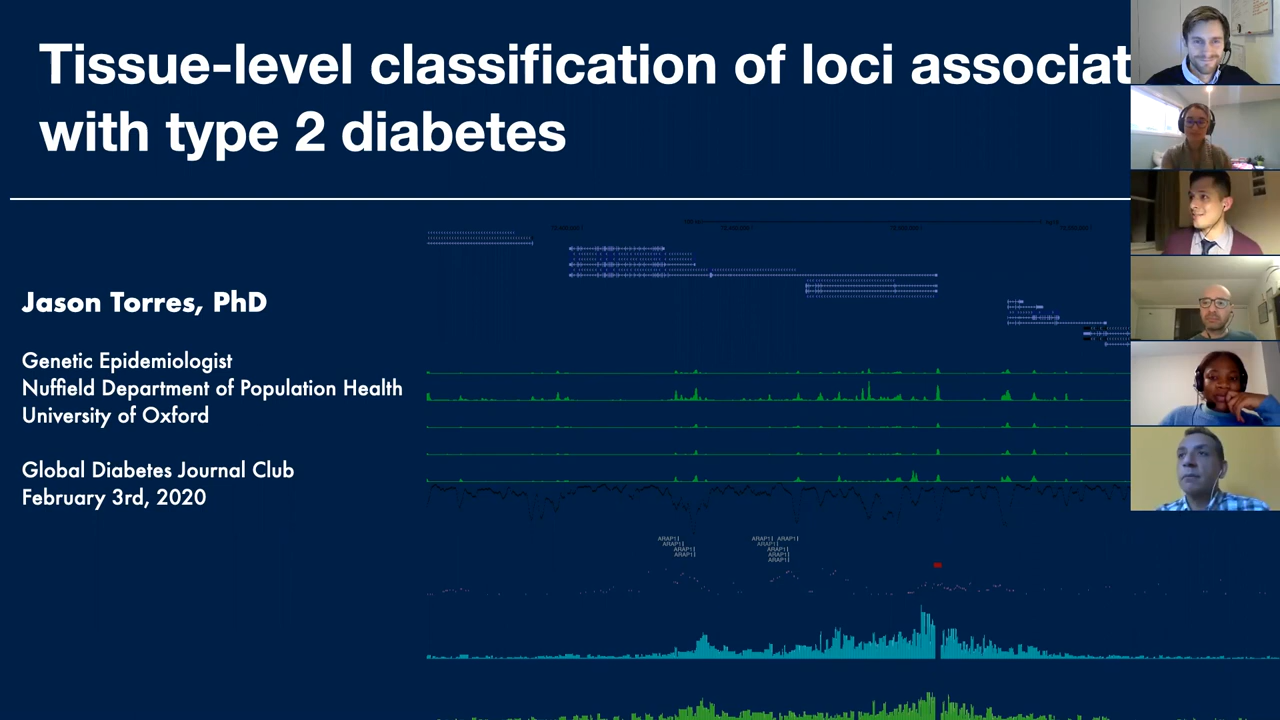 Tissue-level classification of loci associat
with type 2 diabetes
Jason Torres, PhD
Genetic Epidemiologist
Nuffield Department of Population Health
University of Oxford
Global Diabetes Journal Club
February 3rd, 2020
ARAP1 ARAP1 ARAP1
ARAP1 ARAP1
ARAP1 ARAP1
ARAP1 ARAP1
ARAP1